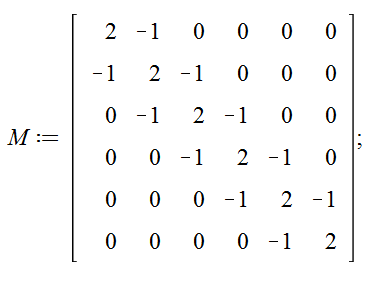 2 -1 0 0 0 0
-1 2 -1 0 0 0
0 -1 2 -1 0 0
M := 0 0 -1 2 -1 0 ;
0 0 0 -1 2 -1
0 0 0 0 -1 2